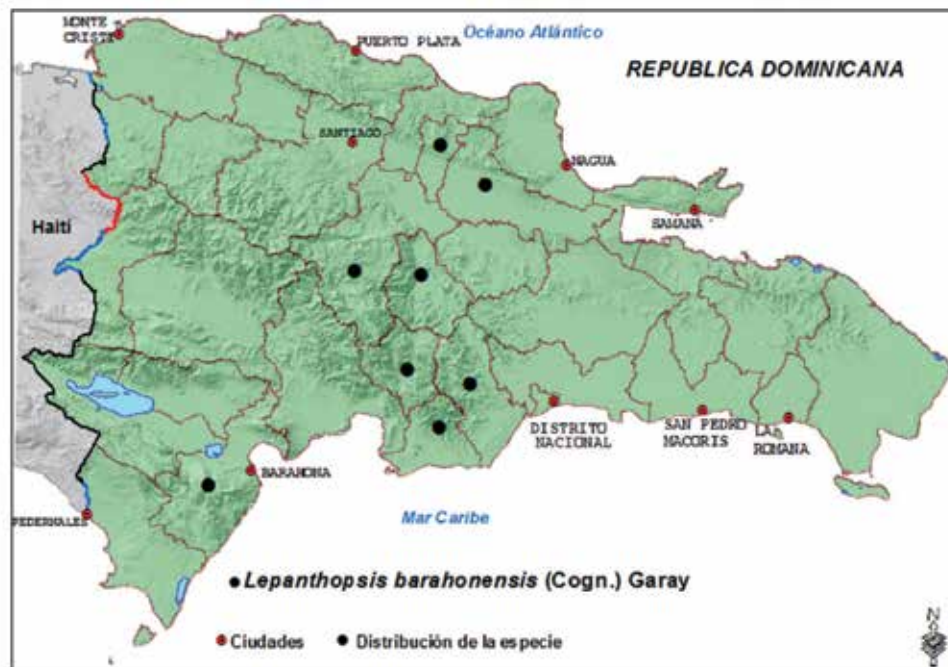 MONTE
CRISTI
Océano Atlántico
PUERTO PLATA
REPUBLICA DOMINICANA
SANTIAGO
NAGUA
SAMANA
Haití
DISTRITO
NACIONAL
SAN PEDRO
MACORIS
LA
ROMANA
BARAHONA
PEDERNALES
Mar Caribe
Lepanthopsis barahonensis (Cogn.) Garay
Ciudades
Distribución de la especie